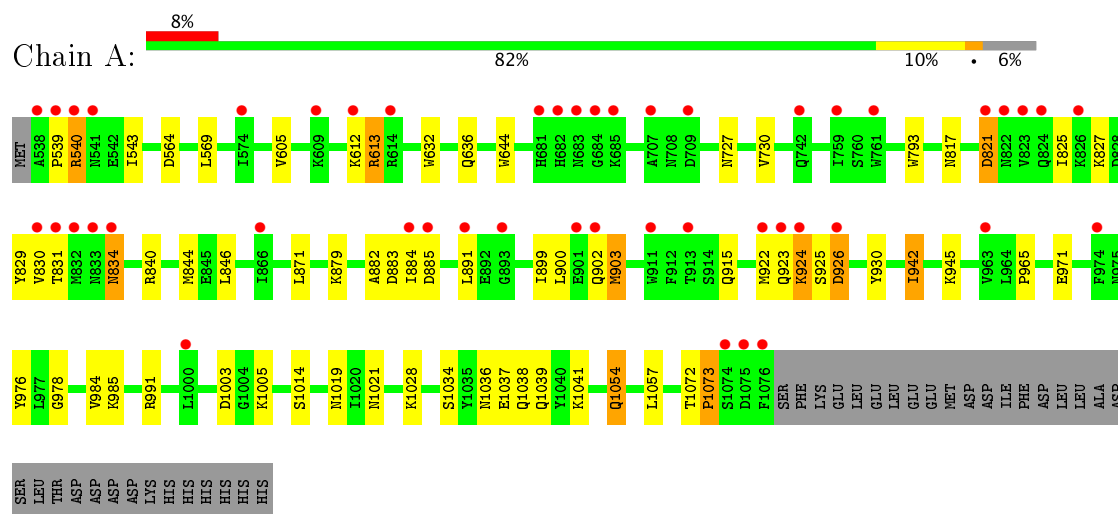 8%
Chain A:
82% 10% • 6%
MET A538 P539 R540 N541 E542 I543 D564 L569 I574 V605 K609 K612 R613 R614 W632 Q636 W644 H681 H682 N683 G684 K685 A707 N708 D709 N727 V730 Q742 I759 S760 W761 W793 N817 D821 N822 V823 Q824 I825 K826 K827
Y829 V830 T831 M832 N833 N834 R840 M844 E845 L846 I866 L871 K879 A882 D883 I884 D885 L891 E892 G893 I899 L900 E901 Q902 M903 W911 F912 T913 S914 Q915 M922 Q923 K924 S925 D926 Y930 I942 K945 V963 L964 P965 E971 F974 N975
Y976 L977 G978 V984 K985 R991 L1000 D1003 G1004 K1005 S1014 N1019 I1020 N1021 K1028 S1034 Y1035 N1036 E1037 Q1038 Q1039 Y1040 K1041 Q1054 L1057 T1072 P1073 S1074 D1075 F1076 SER PHE LYS GLU LEU GLU LEU GLU GLU MET ASP ASP ILE PHE ASP LEU LEU ALA ASP
SER LEU THR ASP ASP ASP ASP LYS HIS HIS HIS HIS HIS HIS